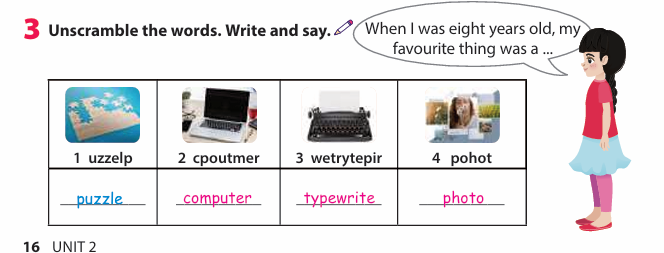 3 Unscramble the words. Write and say.
When I was eight years old, my
favourite thing was a ...
1 uzzelp 2 cpoutmer 3 wetrytepir 4 pohot
puzzle computer typewrite photo
16 UNIT 2